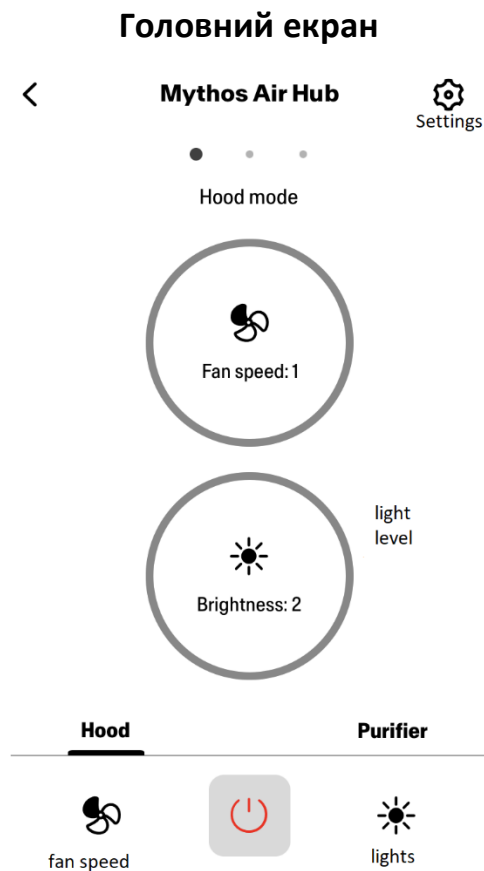 Головний екран
Mythos Air Hub
Settings
Hood mode
Fan speed: 1
light
level
Brightness: 2
Hood
Purifier
fan speed
lights